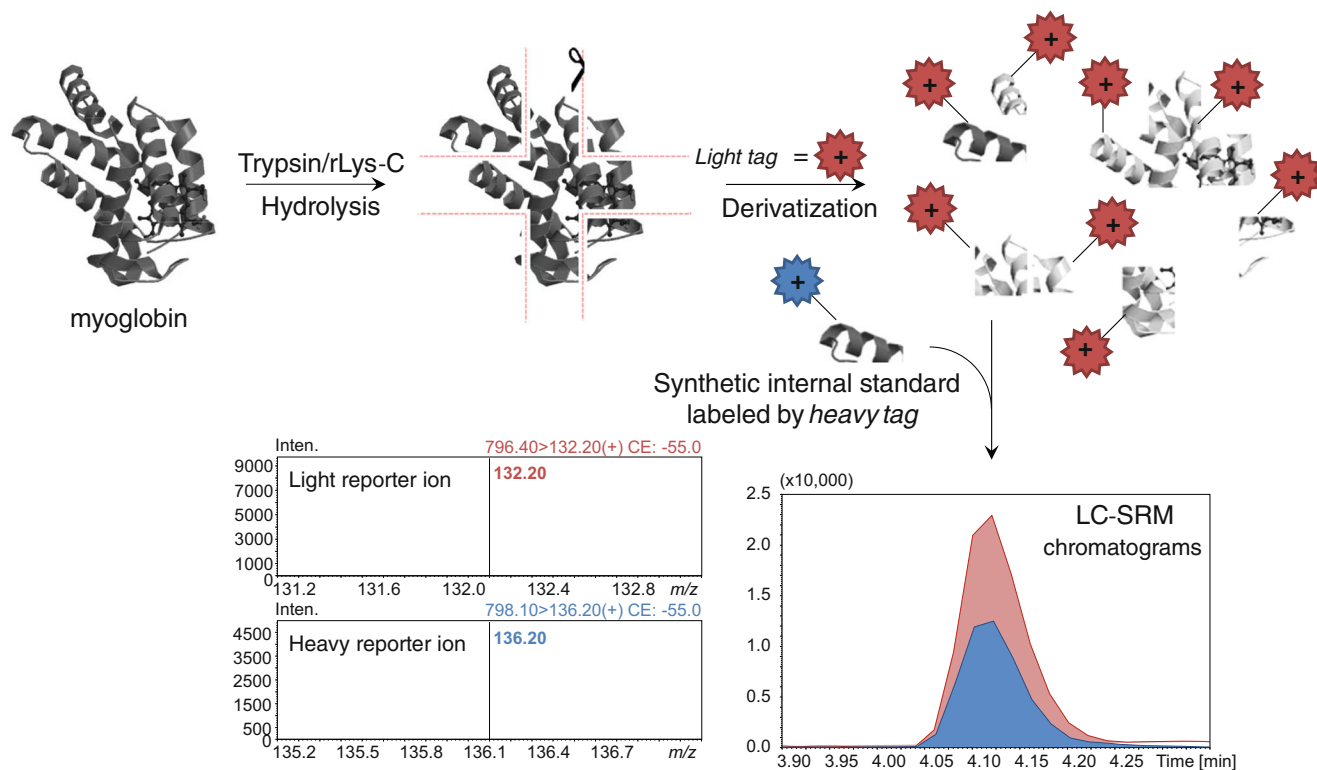 Trypsin/rLys-C
Hydrolysis
myoglobin
Light tag = +
Derivatization
+
+
+
+
+
+
+
+
+
Synthetic internal standard
labeled by heavy tag
Inten.
796.40>132.20(+) CE: -55.0
9000
7000
5000
4000
3000
1000
0
Light reporter ion
132.20
131.2 131.6 132.0 132.4 132.8 m/z
Inten.
798.10>136.20(+) CE: -55.0
4500
3500
2500
1500
500
0
Heavy reporter ion
136.20
135.2 135.5 135.8 136.1 136.4 136.7 m/z
(x10,000)
2.5
2.0
1.5
1.0
0.5
0.0
LC-SRM
chromatograms
3.90 3.95 4.00 4.05 4.10 4.15 4.20 4.25 Time [min]